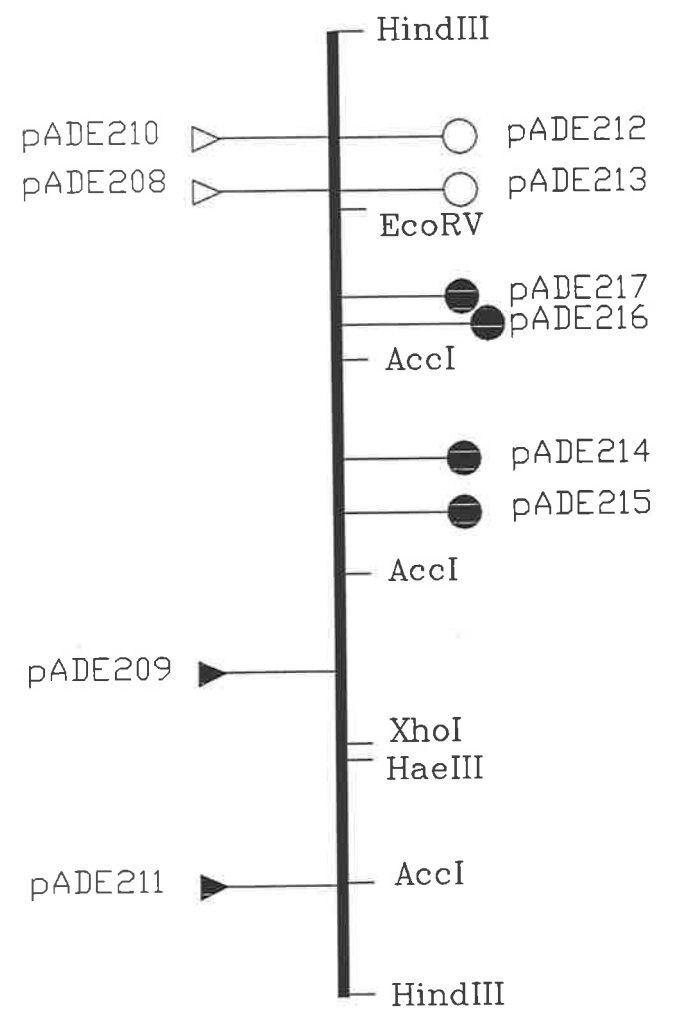 HindIII
pADE210
pADE212
pADE208
pADE213
EcoRV
pADE217
pADE216
AccI
pADE214
pADE215
AccI
pADE209
XhoI
HaeIII
pADE211
AccI
HindIII